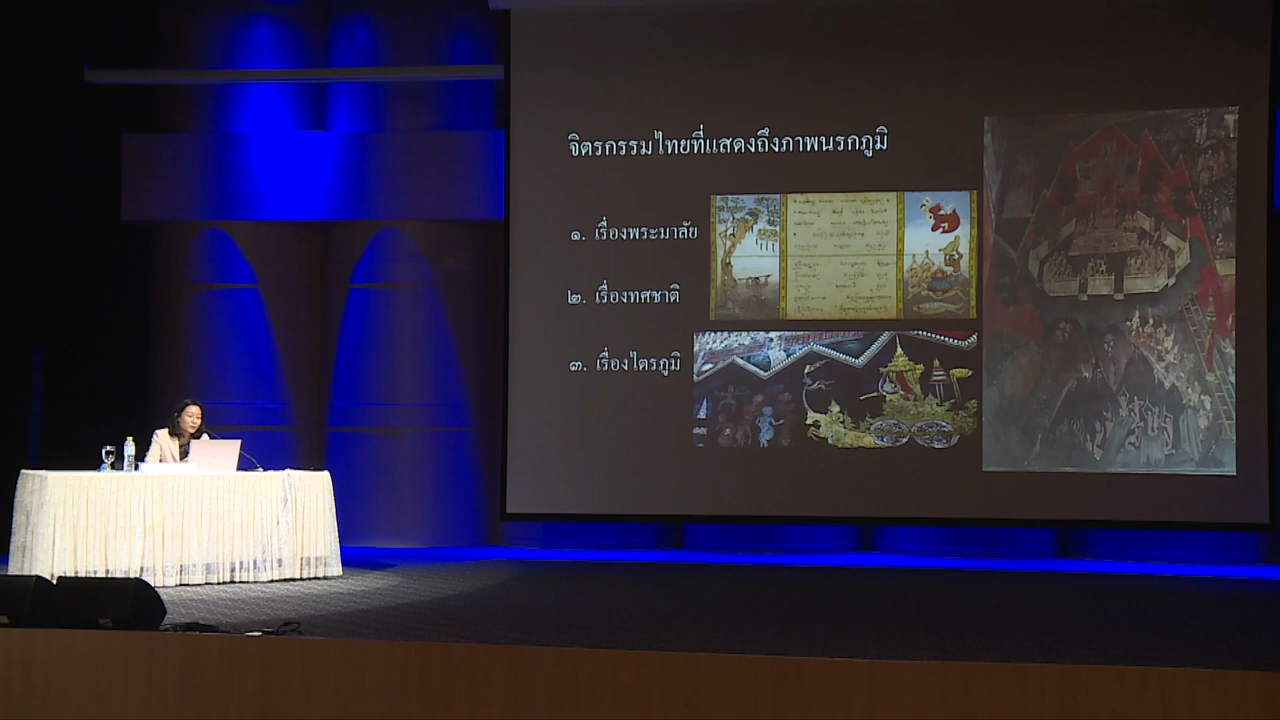 จิตรกรรมไทยที่แสดงถึงภาพนรกภูมิ
๑. เรื่องพระมาลัย
๒. เรื่องทศชาติ
๓. เรื่องไตรภูมิ